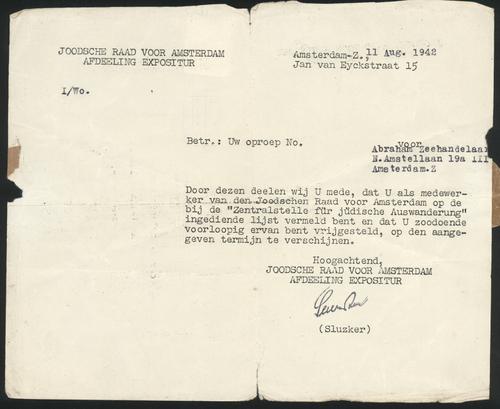 JOODSCHE RAAD VOOR AMSTERDAM
AFDEELING EXPOSITUR
Amsterdam-Z., 11 Aug. 1942
Jan van Eyckstraat 15
I/Wo.
Betr.: Uw oproep No. voor
Abraham Zeehandelaar
N.Amstellaan 19a III
Amsterdam.Z
Door dezen deelen wij U mede, dat U als medewer-
ker van den Joodschen Raad voor Amsterdam op de
bij de "Zentralstelle für jüdische Auswanderung"
ingediende lijst vermeld bent en dat U zoodoende
voorloopig ervan bent vrijgesteld, op den aange-
geven termijn te verschijnen.
Hoogachtend,
JOODSCHE RAAD VOOR AMSTERDAM
AFDEELING EXPOSITUR
(Sluzker)